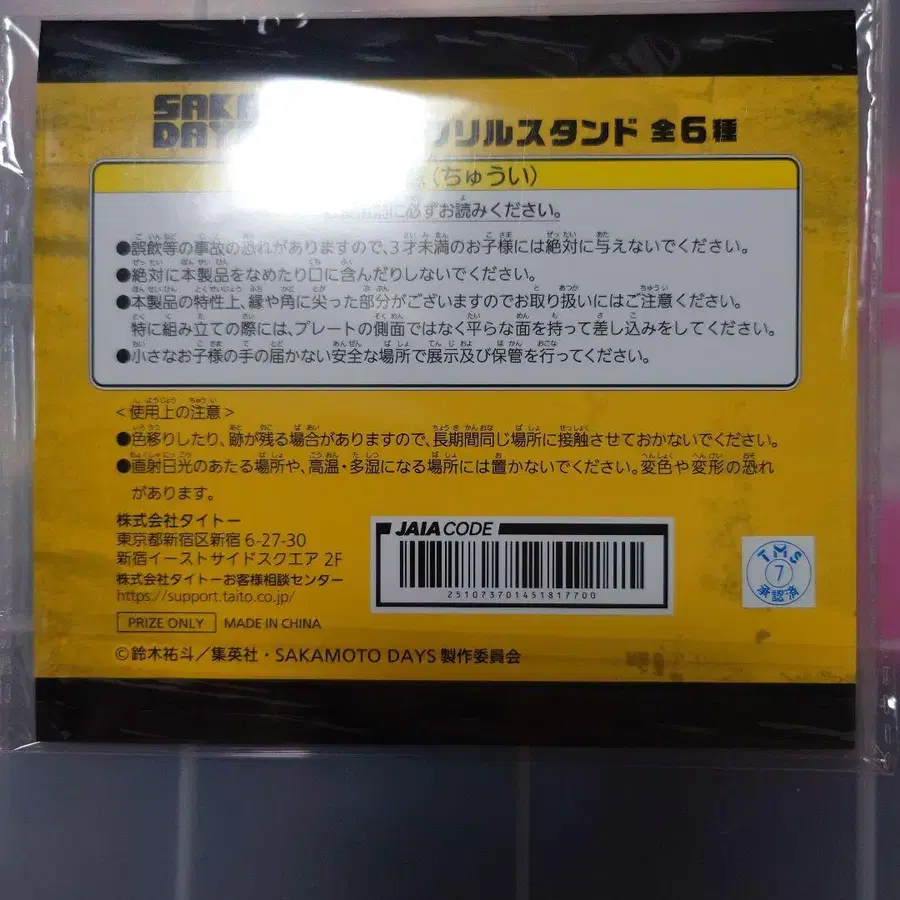 SAKA
DAYS
クリルスタンド 全6種
(ちゅうい)
に必ずお読みください。
●誤飲等の事故の恐れがありますので、3才未満のお子様には絶対に与えないでください。
●絶対に本製品をなめたり口に含んだりしないでください。
●本製品の特性上、縁や角に尖った部分がございますのでお取り扱いにはご注意ください。
特に組み立ての際には、プレートの側面ではなく平らな面を持って差し込みをしてください。
●小さなお子様の手の届かない安全な場所で展示及び保管を行ってください。
<使用上の注意>
●色移りしたり、跡が残る場合がありますので、長期間同じ場所に接触させておかないでください。
●直射日光のあたる場所や、高温・多湿になる場所には置かないでください。変色や変形の恐れ
があります。
株式会社タイトー
東京都新宿区新宿 6-27-30
新宿イーストサイドスクエア 2F
株式会社タイトーお客様相談センター
https://support.taito.co.jp/
PRIZE ONLY MADE IN CHINA
©鈴木祐斗／集英社・SAKAMOTO DAYS 製作委員会
JAIA CODE
251073701451817700
TMS
7
承認済